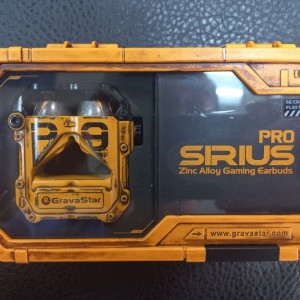 PRO
SIRIUS
Zinc Alloy Gaming Earbuds
GravaStar
www.gravastar.com